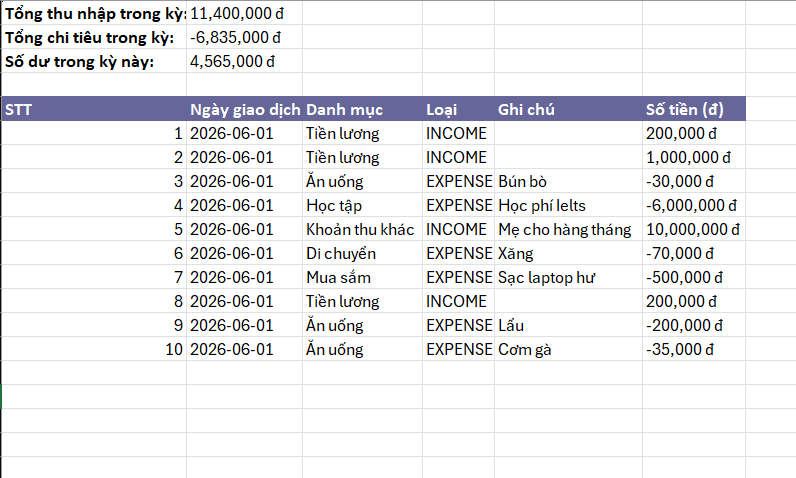 Tổng thu nhập trong kỳ: 11,400,000 đ
Tổng chi tiêu trong kỳ: -6,835,000 đ
Số dư trong kỳ này: 4,565,000 đ
STT Ngày giao dịch Danh mục Loại Ghi chú Số tiền (đ)
1 2026-06-01 Tiền lương INCOME 200,000 đ
2 2026-06-01 Tiền lương INCOME 1,000,000 đ
3 2026-06-01 Ăn uống EXPENSE Bún bò -30,000 đ
4 2026-06-01 Học tập EXPENSE Học phí Ielts -6,000,000 đ
5 2026-06-01 Khoản thu khác INCOME Mẹ cho hàng tháng 10,000,000 đ
6 2026-06-01 Di chuyển EXPENSE Xăng -70,000 đ
7 2026-06-01 Mua sắm EXPENSE Sạc laptop hư -500,000 đ
8 2026-06-01 Tiền lương INCOME 200,000 đ
9 2026-06-01 Ăn uống EXPENSE Lẩu -200,000 đ
10 2026-06-01 Ăn uống EXPENSE Cơm gà -35,000 đ